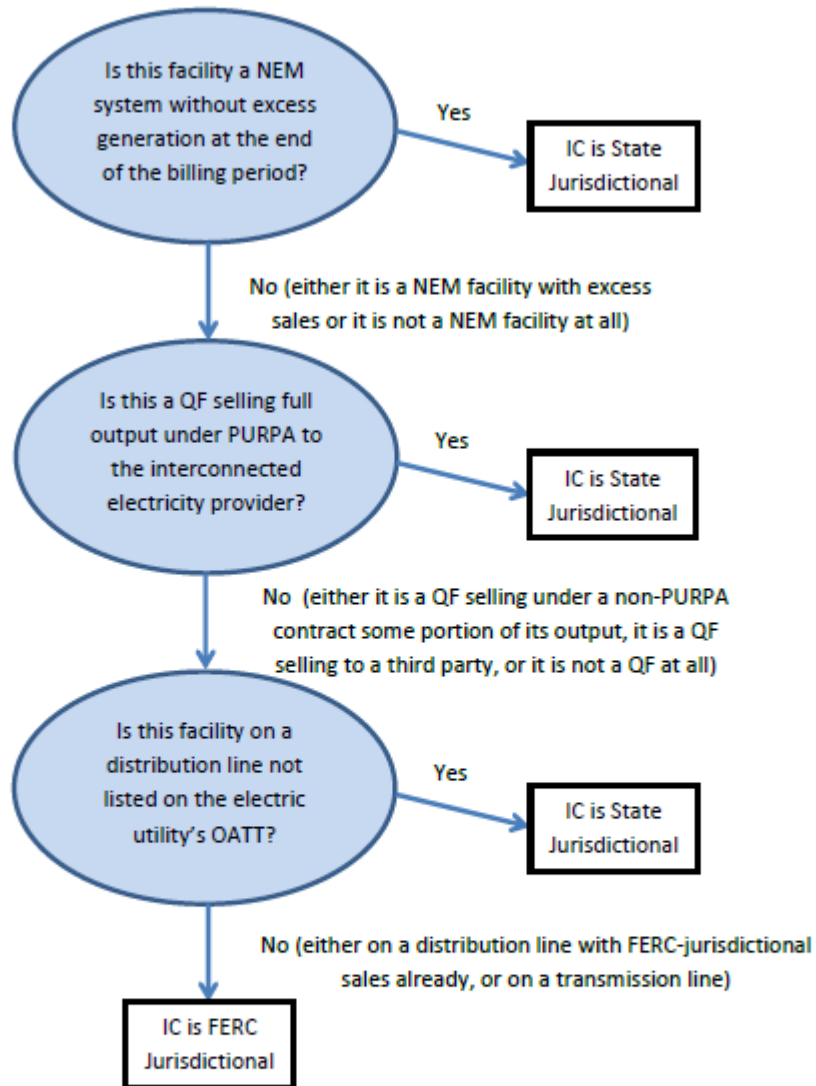 Is this facility a NEM
system without excess
generation at the end
of the billing period?
Yes
IC is State
Jurisdictional
No (either it is a NEM facility with excess
sales or it is not a NEM facility at all)
Is this a QF selling full
output under PURPA to
the interconnected
electricity provider?
Yes
IC is State
Jurisdictional
No (either it is a QF selling under a non-PURPA
contract some portion of its output, it is a QF
selling to a third party, or it is not a QF at all)
Is this facility on a
distribution line not
listed on the electric
utility's OATT?
Yes
IC is State
Jurisdictional
No (either on a distribution line with FERC-jurisdictional
sales already, or on a transmission line)
IC is FERC
Jurisdictional